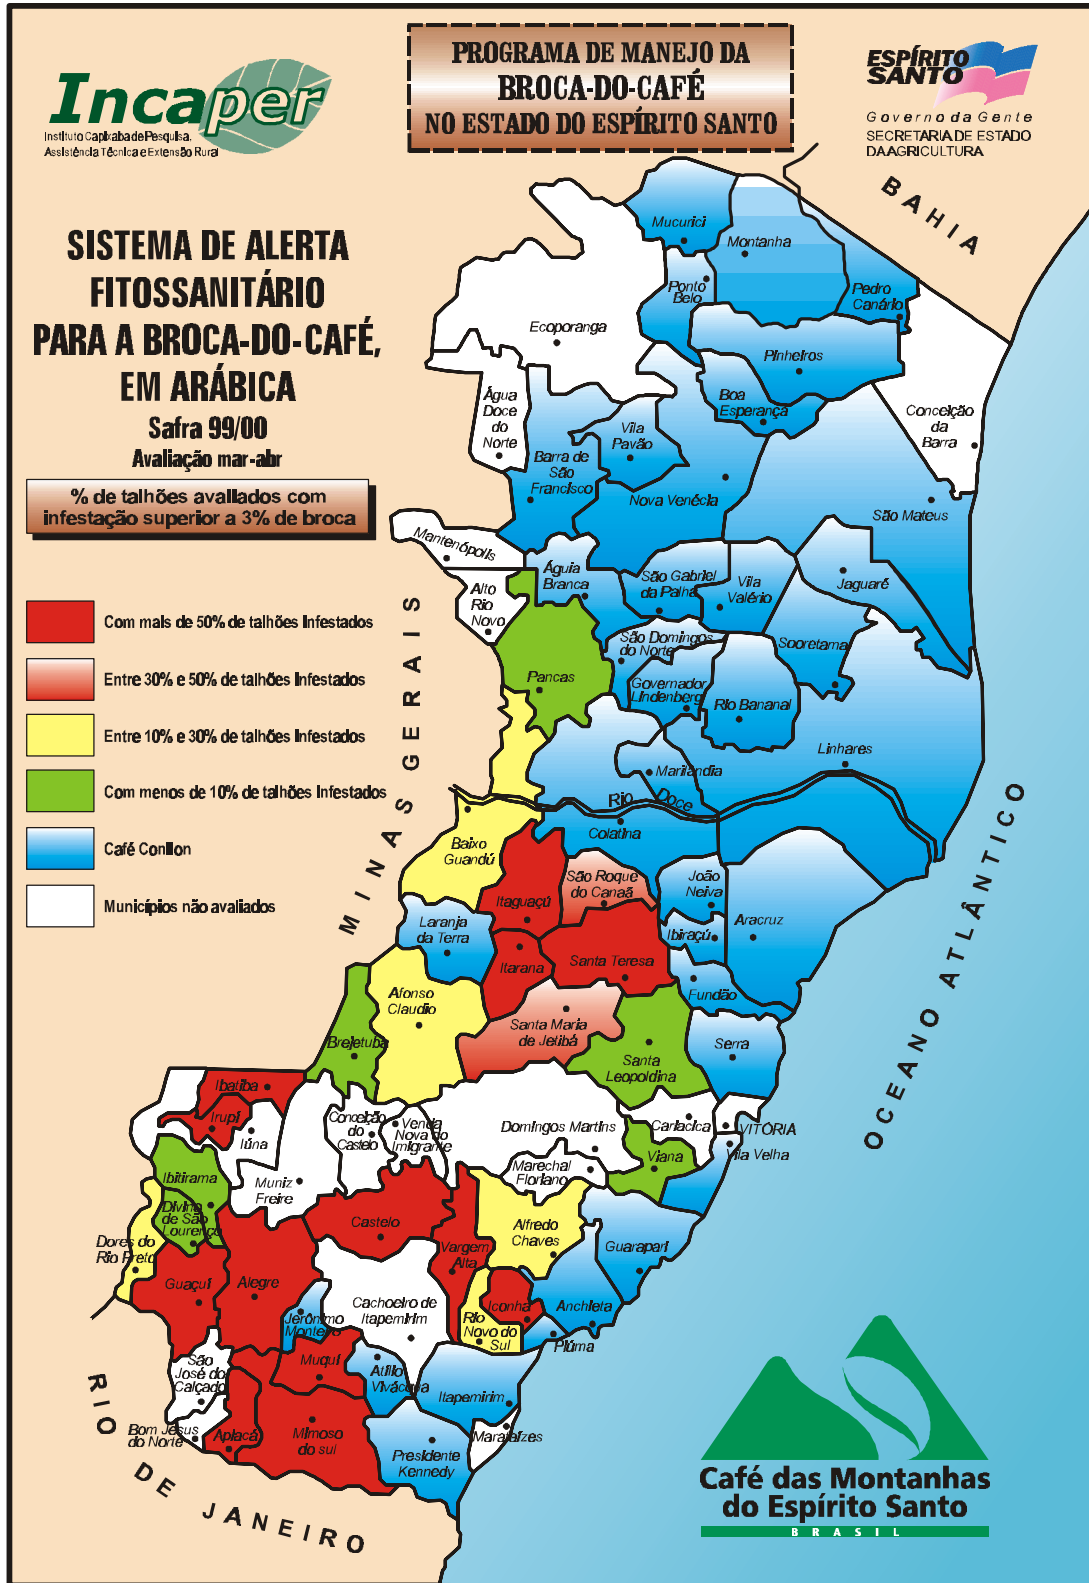 Incaper
Instituto Capixaba de Pesquisa.
Assistência Técnica e Extensão Rural
PROGRAMA DE MANEJO DA
BROCA-DO-CAFÉ
NO ESTADO DO ESPÍRITO SANTO
ESPÍRITO
SANTO
Governo da Gente
SECRETARIA DE ESTADO
DA AGRICULTURA
SISTEMA DE ALERTA
FITOSSANITÁRIO
PARA A BROCA-DO-CAFÉ,
EM ARÁBICA
Safra 99/00
Avaliação mar-abr
% de talhões avaliados com
infestação superior a 3% de broca
Com mais de 50% de talhões infestados
Entre 30% e 50% de talhões infestados
Entre 10% e 30% de talhões infestados
Com menos de 10% de talhões infestados
Café Conilon
Municípios não avaliados
BAHIA
MINAS GERAIS
OCEANO ATLÂNTICO
RIO DE JANEIRO
Mucurici
Montanha
Ponto
Belo
Pedro
Canário
Ecoporanga
Pinheiros
Água
Doce
do
Norte
Boa
Esperança
Conceição
da
Barra
Vila
Pavão
Barra de
São
Francisco
Nova Venécia
São Mateus
Mantenópolis
Águia
Branca
São Gabriel
da Palha
Vila
Valério
Jaguaré
Alto
Rio
Novo
São Domingos
do Norte
Sooretama
Pancas
Governador
Lindenberg
Rio Bananal
Linhares
Marilândia
Rio Doce
Colatina
Baixo
Guandú
São Roque
do Canaã
João
Neiva
Itaguaçú
Laranja
da Terra
Ibiraçú
Aracruz
Itarana
Santa Teresa
Fundão
Afonso
Claudio
Santa Maria
de Jetibá
Serra
Brejetuba
Santa
Leopoldina
Ibatiba
Irupí
Iúna
Conceição
do
Castelo
Venda
Nova do
Imigrante
Domingos Martins
Cariacica
VITÓRIA
Vila Velha
Viana
Marechal
Floriano
Ibitirama
Muniz
Freire
Divino
de São
Lourenço
Castelo
Alfredo
Chaves
Dores do
Rio Preto
Vargem
Alta
Guarapari
Guaçuí
Alegre
Cachoeiro de
Itapemirim
Iconha
Anchieta
Jerônimo
Monteiro
Rio
Novo do
Sul
Piúma
São
José do
Calçado
Muquí
Atílio
Vivácqua
Itapemirim
Bom Jesus
do Norte
Apiacá
Mimoso
do sul
Marataízes
Presidente
Kennedy
Café das Montanhas
do Espírito Santo
BRASIL